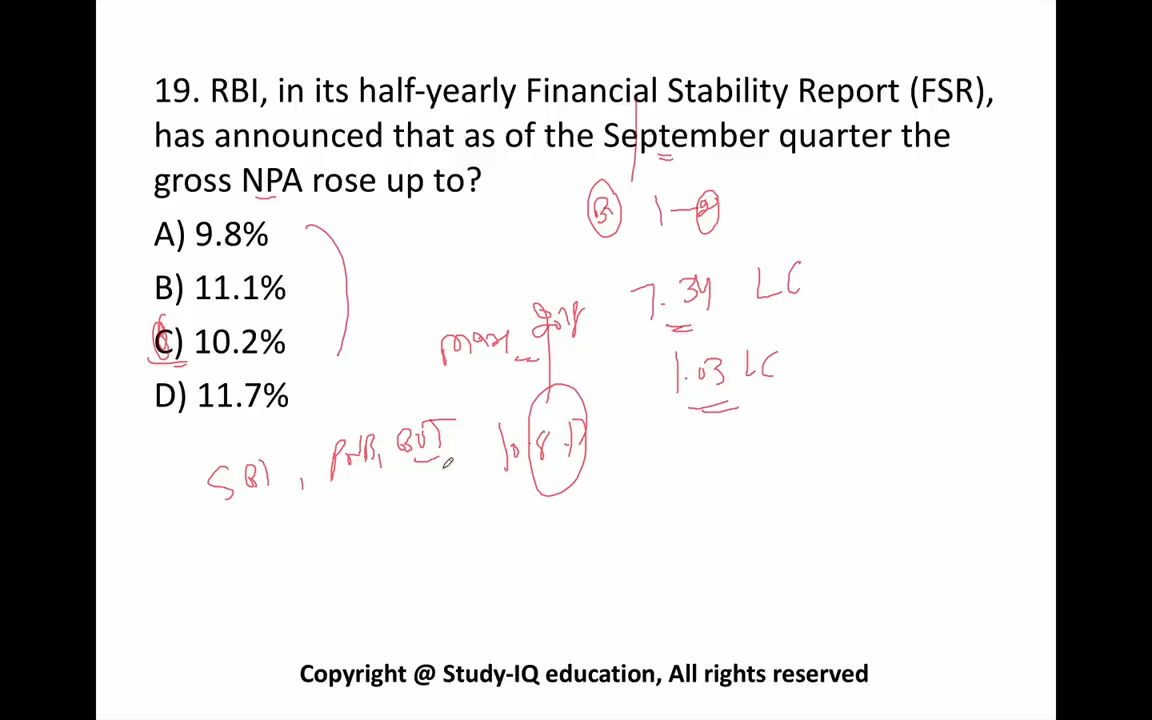 19. RBI, in its half-yearly Financial Stability Report (FSR),
has announced that as of the September quarter the
gross NPA rose up to?
A) 9.8%
B) 11.1%
C) 10.2%
D) 11.7%
7.34 LC
1.03 LC
SBI, PNB,
Copyright @ Study-IQ education, All rights reserved